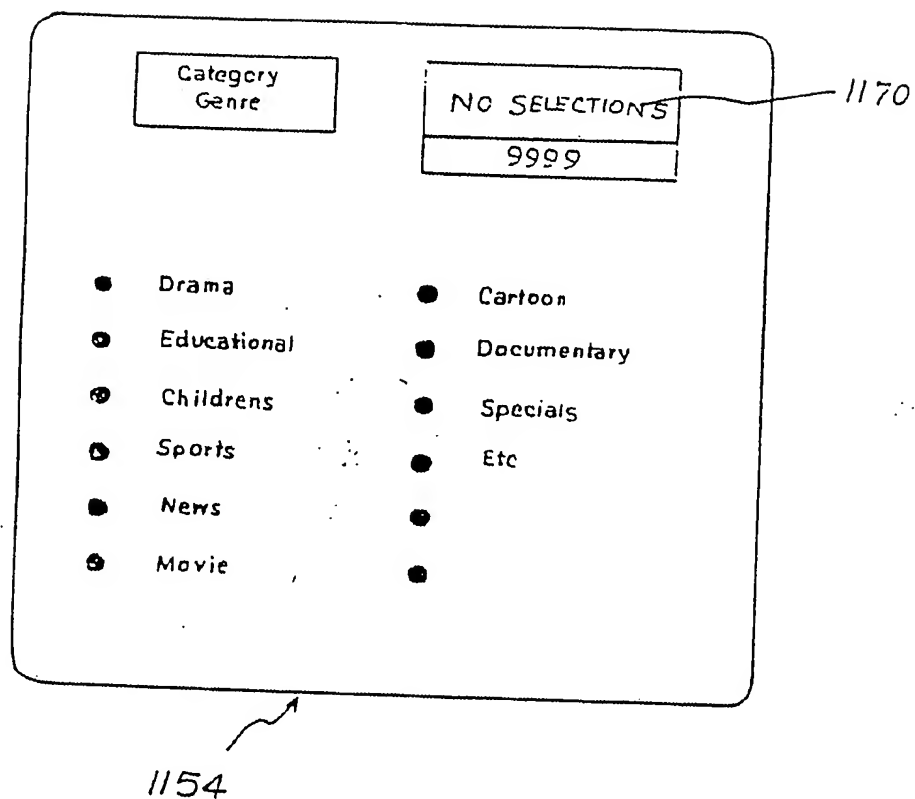 Category
Genre
NO SELECTIONS
9999
1170
Drama
Educational
Childrens
Sports
News
Movie
Cartoon
Documentary
Specials
Etc
1154